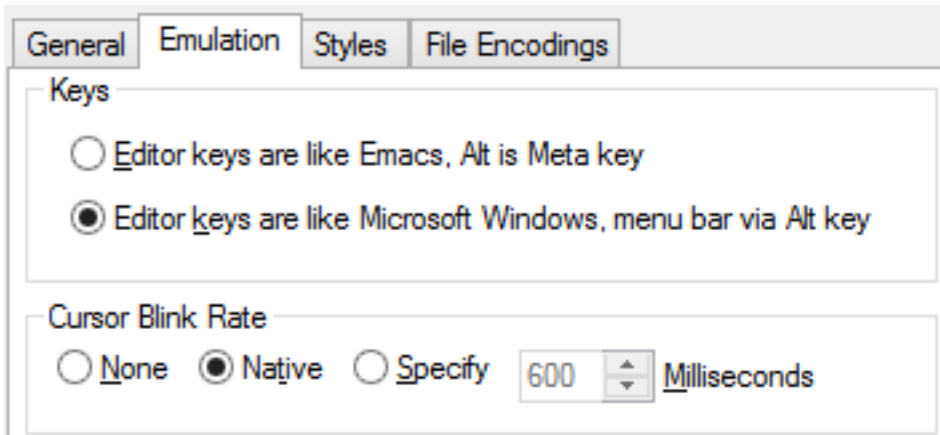 General Emulation Styles File Encodings
Keys
Editor keys are like Emacs, Alt is Meta key
Editor keys are like Microsoft Windows, menu bar via Alt key
Cursor Blink Rate
None Native Specify 600 Milliseconds